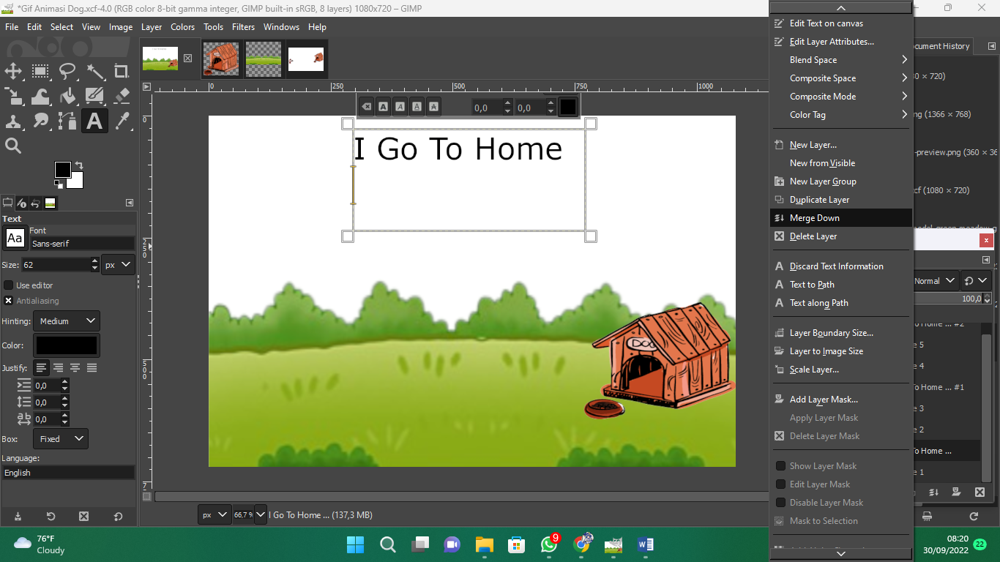 *Gif Animasi Dog.xcf-4.0 (RGB color 8-bit gamma integer, GIMP built-in sRGB, 8 layers) 1080x720 – GIMP
File Edit Select View Image Layer Colors Tools Filters Windows Help
0 250 500 750 1000
0,0 0,0
I Go To Home
DOG
0
250
500
7
Text
Aa
Font
Sans-serif
Size: 62 px
Use editor
Antialiasing
Hinting: Medium
Color:
Justify:
0,0
0,0
0,0
Box: Fixed
Language:
English
px 66,7 % I Go To Home ... (137,3 MB)
Edit Text on canvas
Edit Layer Attributes...
Blend Space
Composite Space
Composite Mode
Color Tag
New Layer...
New from Visible
New Layer Group
Duplicate Layer
Merge Down
Delete Layer
Discard Text Information
Text to Path
Text along Path
Layer Boundary Size...
Layer to Image Size
Scale Layer...
Add Layer Mask...
Apply Layer Mask
Delete Layer Mask
Show Layer Mask
Edit Layer Mask
Disable Layer Mask
Mask to Selection
ocument History
0 × 720)
ng (1366 × 768)
-preview.png (360 × 36
cf (1080 × 720)
Normal
100,0
To Home ... #2
e 5
e 4
To Home ... #1
e 3
e 2
To Home ...
e 1
76°F
Cloudy
9
08:20
30/09/2022
22